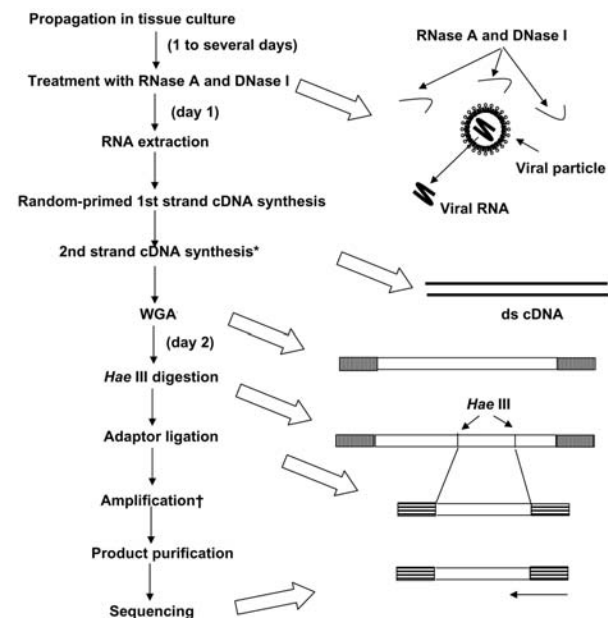 Propagation in tissue culture
(1 to several days)
Treatment with RNase A and DNase I
(day 1)
RNA extraction
Random-primed 1st strand cDNA synthesis
2nd strand cDNA synthesis*
WGA
(day 2)
Hae III digestion
Adaptor ligation
Amplification†
Product purification
Sequencing
RNase A and DNase I
Viral particle
Viral RNA
ds cDNA
Hae III